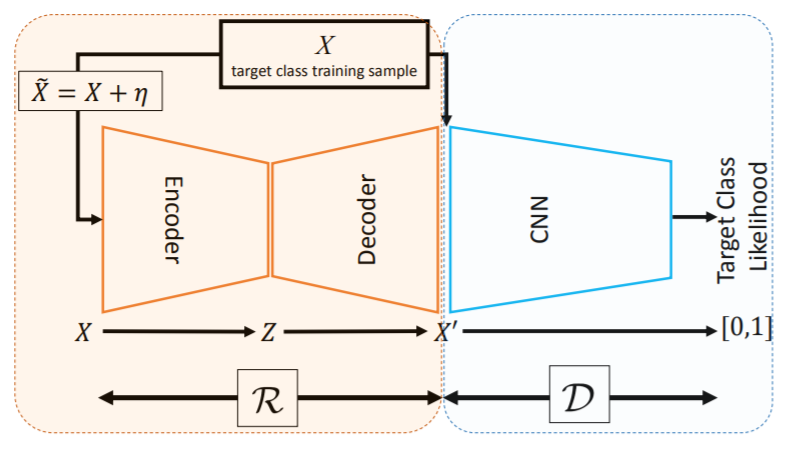 X
target class training sample
X̃ = X + η
Encoder
Decoder
CNN
Target Class
Likelihood
X
Z
X′
[0,1]
ℛ
𝒟